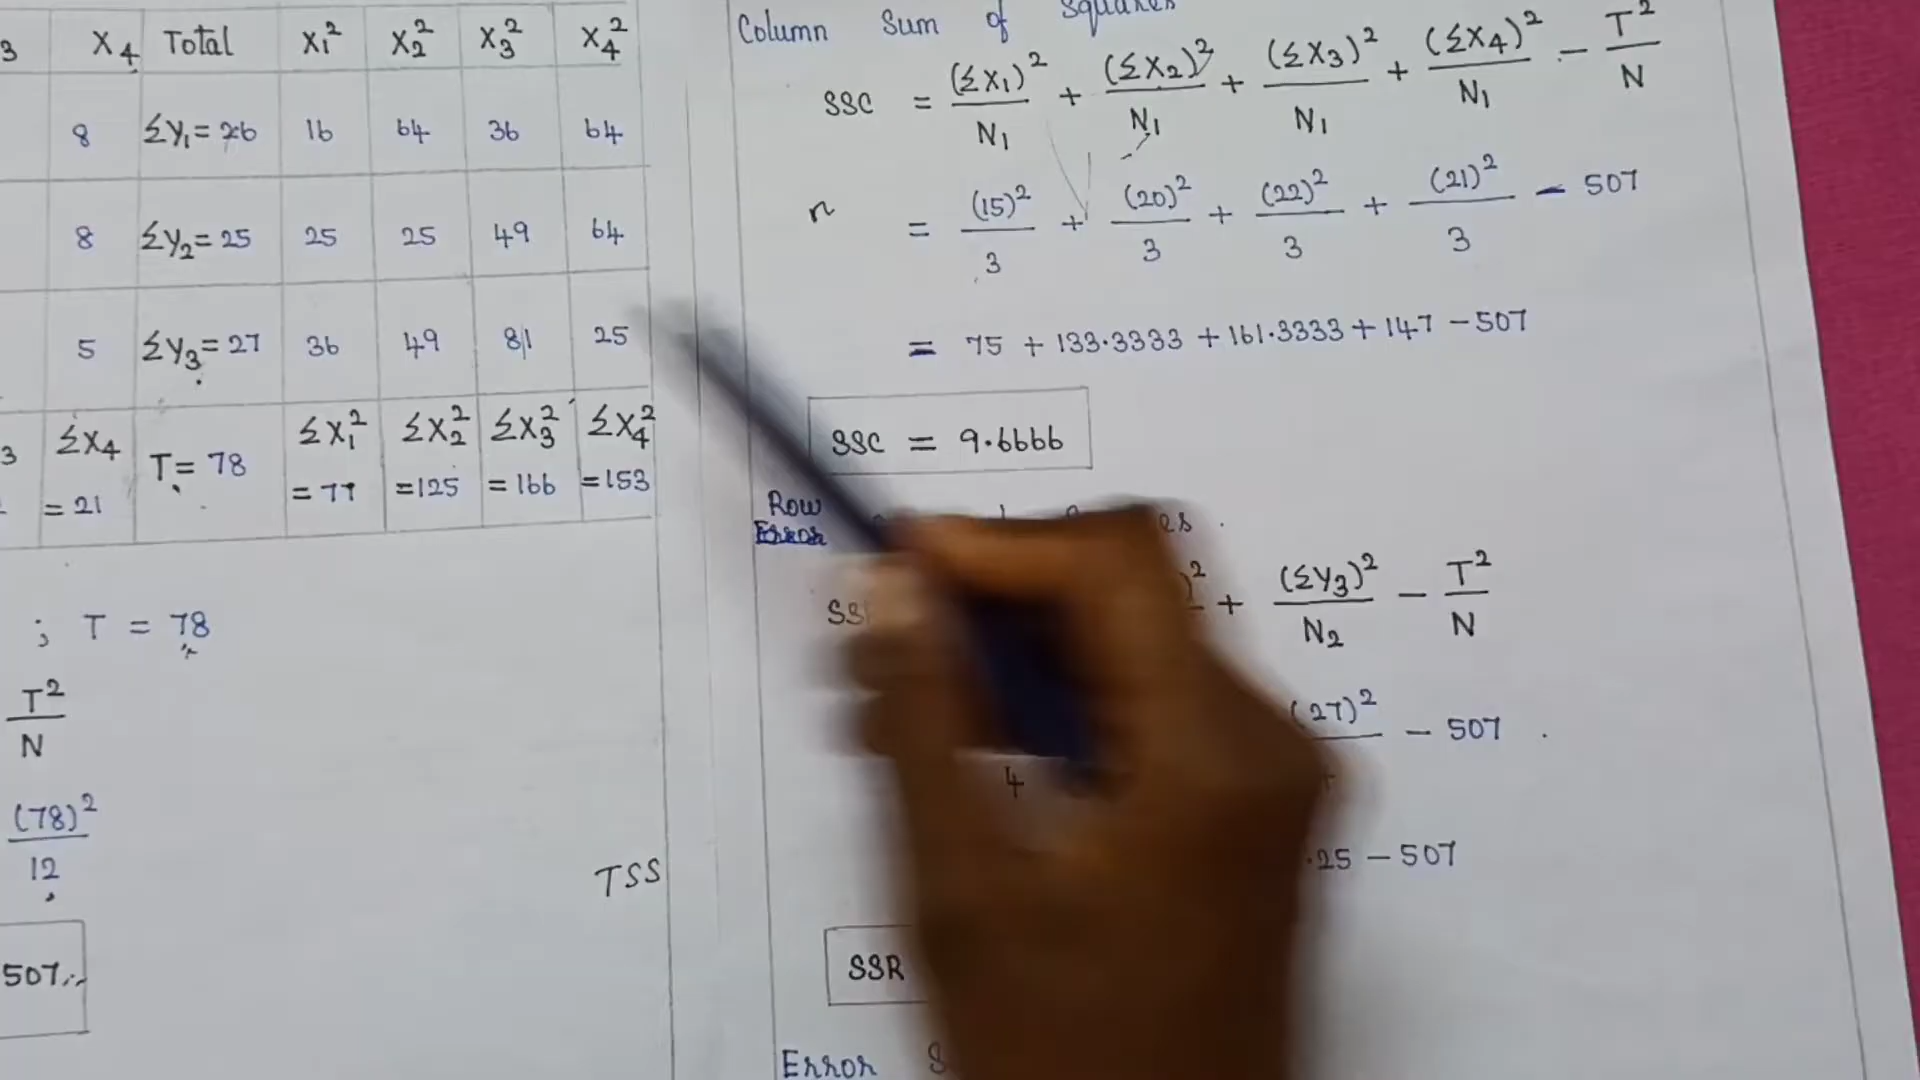 3 X₄ Total X₁² X₂² X₃² X₄²
8 ΣY₁ = 26 16 64 36 64
8 ΣY₂ = 25 25 25 49 64
5 ΣY₃ = 27 36 49 81 25
3 ΣX₄ T = 78 ΣX₁² ΣX₂² ΣX₃² ΣX₄²
= 21 = 77 = 125 = 166 = 153
; T = 78
T²
N
(78)²
12
507
TSS
Column Sum of Squares
SSC = (ΣX₁)²/N₁ + (ΣX₂)²/N₁ + (ΣX₃)²/N₁ + (ΣX₄)²/N₁ − T²/N
= (15)²/3 + (20)²/3 + (22)²/3 + (21)²/3 − 507
= 75 + 133.3333 + 161.3333 + 147 − 507
SSC = 9.6666
Row
)² + (ΣY₃)²/N₂ − T²/N
4 (27)² − 507
.25 − 507
SSR
Error S